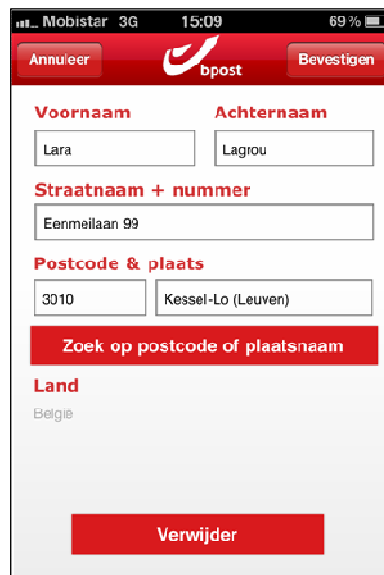 Mobistar 3G 15:09 69 %
Annuleer bpost Bevestigen
Voornaam Achternaam
Lara Lagrou
Straatnaam + nummer
Eenmeilaan 99
Postcode & plaats
3010 Kessel-Lo (Leuven)
Zoek op postcode of plaatsnaam
Land
België
Verwijder